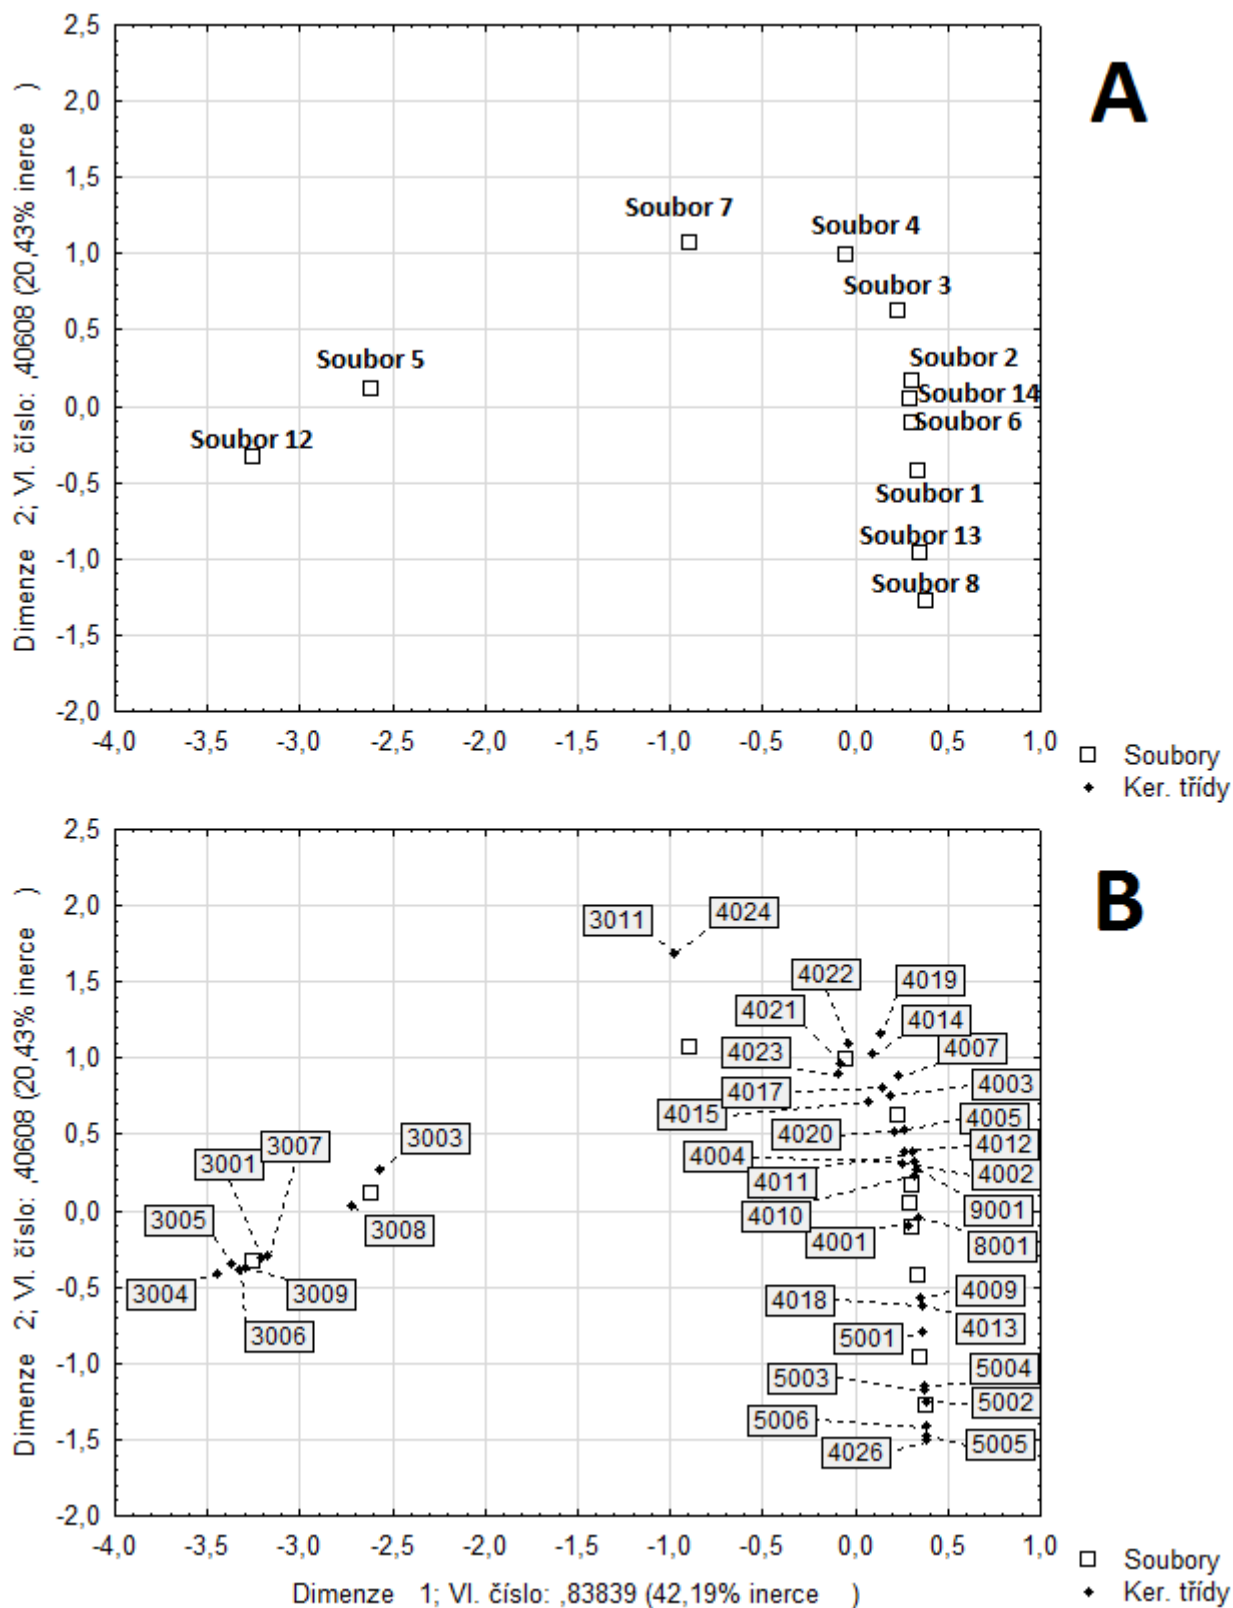 A
2,5
2,0
1,5
1,0
0,5
0,0
-0,5
-1,0
-1,5
-2,0
Dimenze 2; Vl. číslo: ,40608 (20,43% inerce )
Soubor 7
Soubor 4
Soubor 3
Soubor 5
Soubor 2
Soubor 14
Soubor 6
Soubor 12
Soubor 1
Soubor 13
Soubor 8
-4,0 -3,5 -3,0 -2,5 -2,0 -1,5 -1,0 -0,5 0,0 0,5 1,0
Soubory
Ker. třídy
B
2,5
2,0
1,5
1,0
0,5
0,0
-0,5
-1,0
-1,5
-2,0
Dimenze 2; Vl. číslo: ,40608 (20,43% inerce )
3011
4024
4022
4019
4021
4014
4023
4007
4017
4003
4015
4005
4020
4012
4004
4002
4011
9001
4010
8001
4001
3007
3001
3003
3005
3008
3004
3009
3006
4009
4018
4013
5001
5004
5003
5002
5006
5005
4026
-4,0 -3,5 -3,0 -2,5 -2,0 -1,5 -1,0 -0,5 0,0 0,5 1,0
Dimenze 1; Vl. číslo: ,83839 (42,19% inerce )
Soubory
Ker. třídy